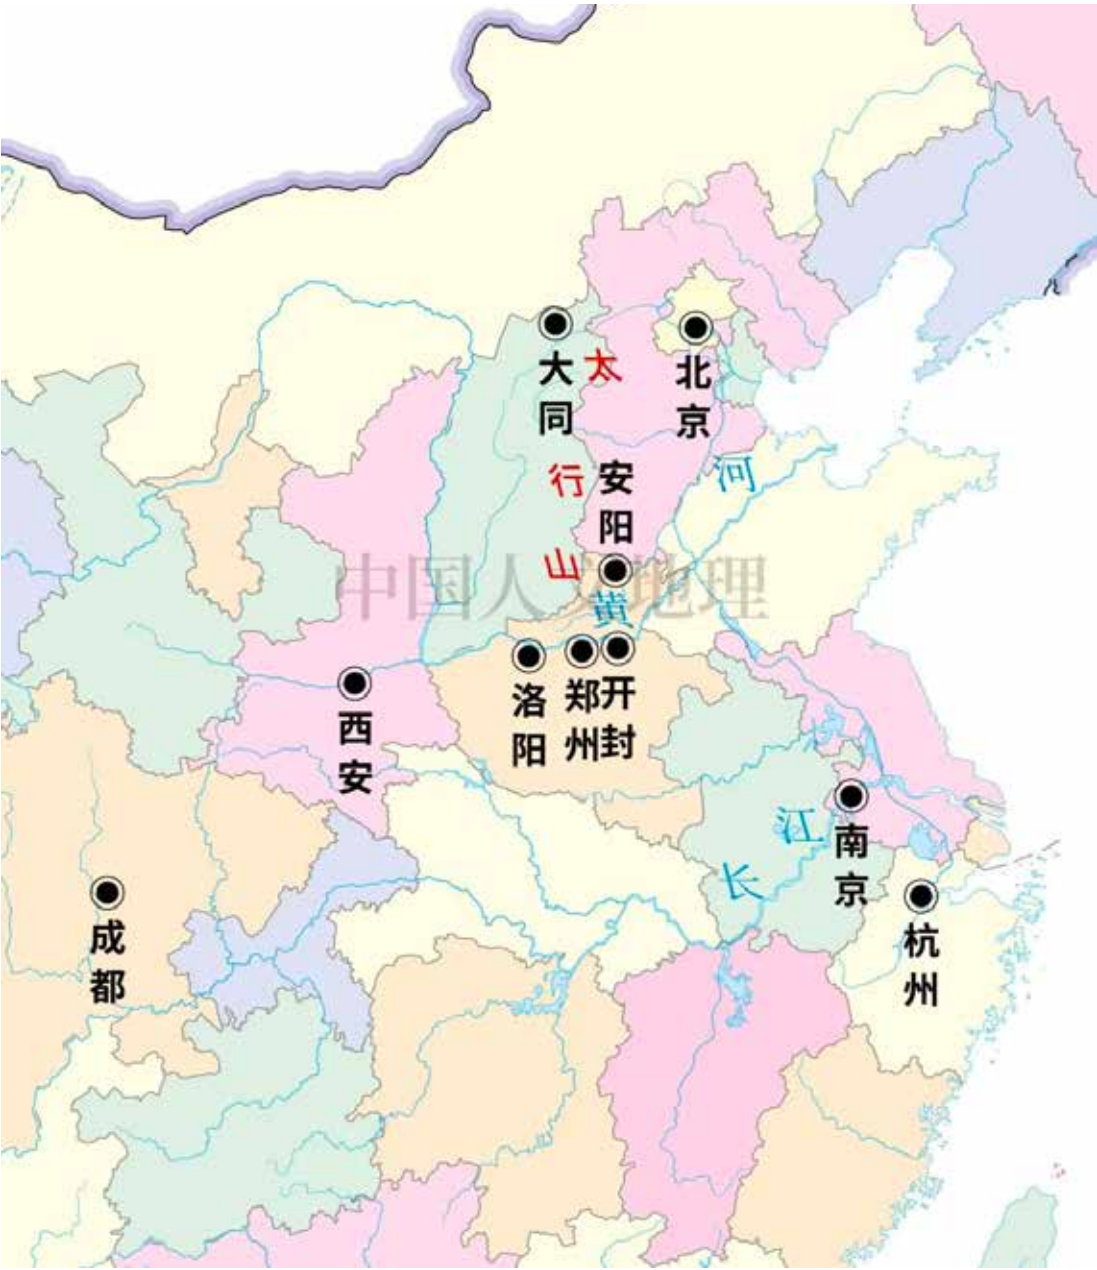 大同
太行山
北京
河
安阳
中国人文地理
黄
洛阳
郑州
开封
西安
江
长
南京
成都
杭州